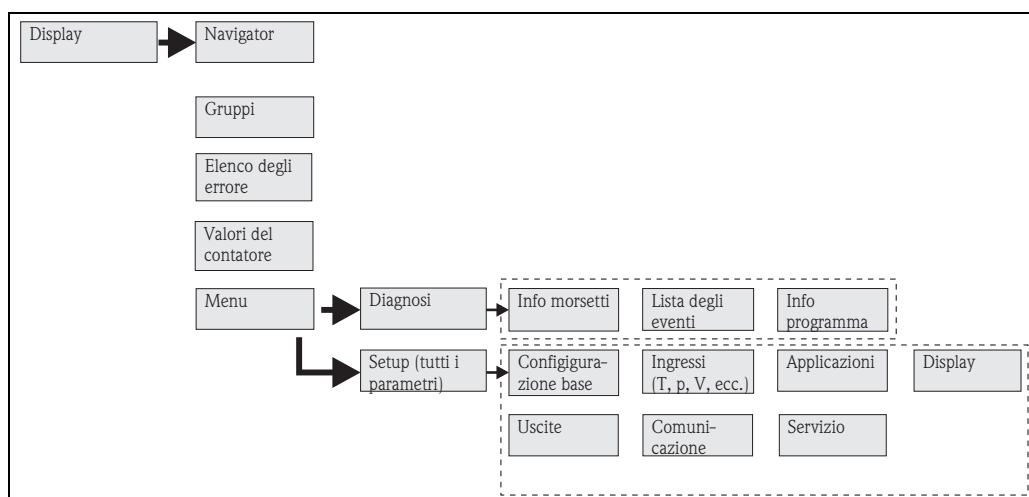 Display
Navigator
Gruppi
Elenco degli
errore
Valori del
contatore
Menu
Diagnosi
Info morsetti
Lista degli
eventi
Info
programma
Setup (tutti i
parametri)
Configigura-
zione base
Ingressi
(T, p, V, ecc.)
Applicazioni
Display
Uscite
Comuni-
cazione
Servizio